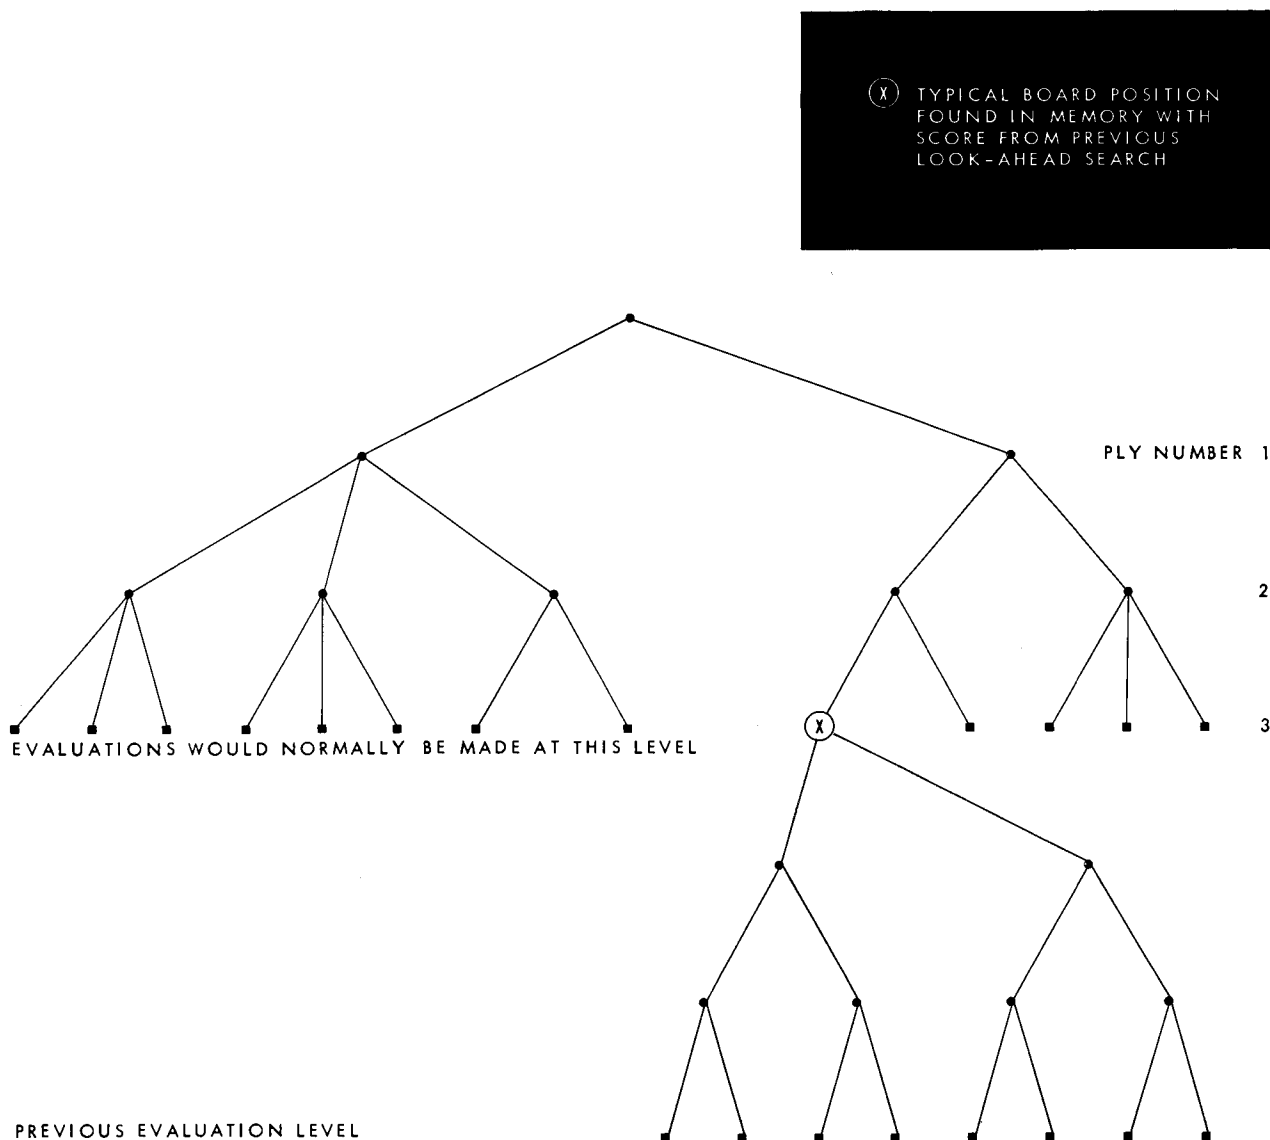 X TYPICAL BOARD POSITION
FOUND IN MEMORY WITH
SCORE FROM PREVIOUS
LOOK-AHEAD SEARCH
PLY NUMBER 1
2
X
3
EVALUATIONS WOULD NORMALLY BE MADE AT THIS LEVEL
PREVIOUS EVALUATION LEVEL